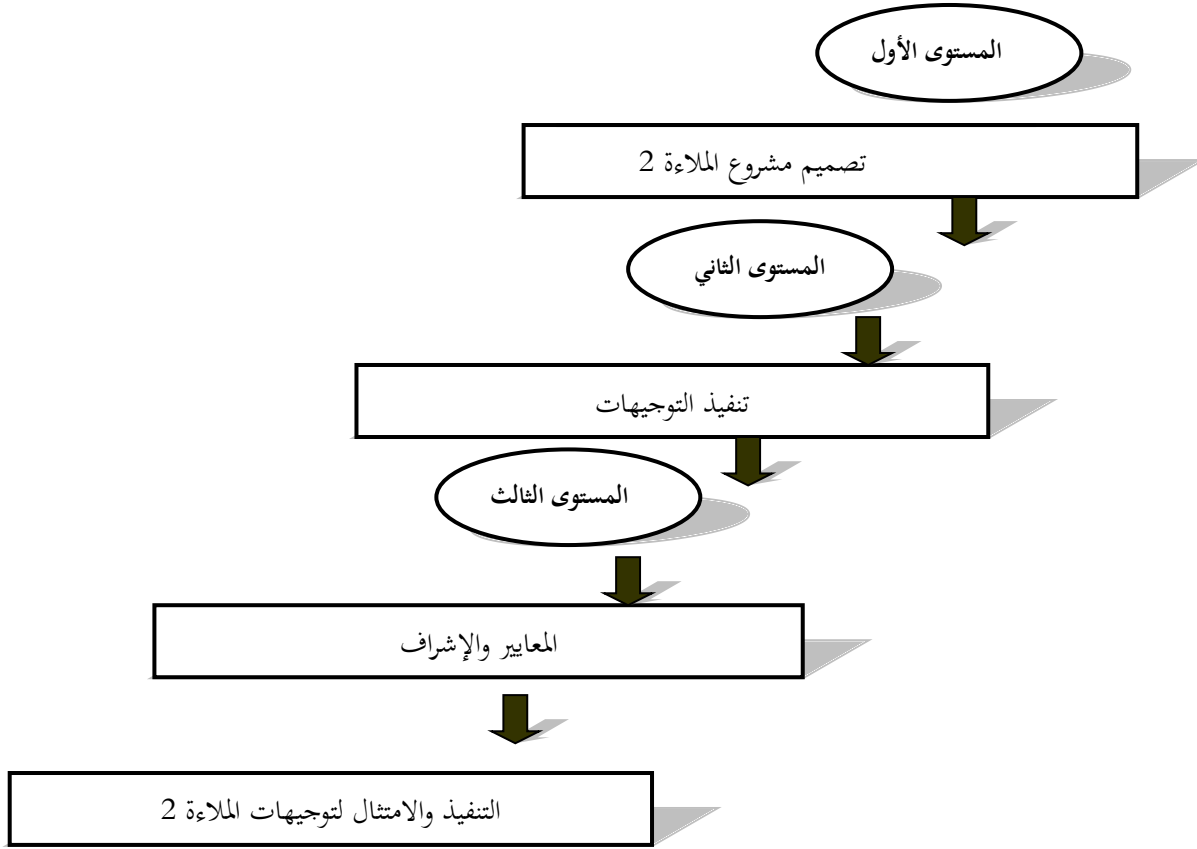 المستوى الأول
تصميم مشروع الملاءة 2
المستوى الثاني
تنفيذ التوجيهات
المستوى الثالث
المعايير والإشراف
التنفيذ والامتثال لتوجيهات الملاءة 2